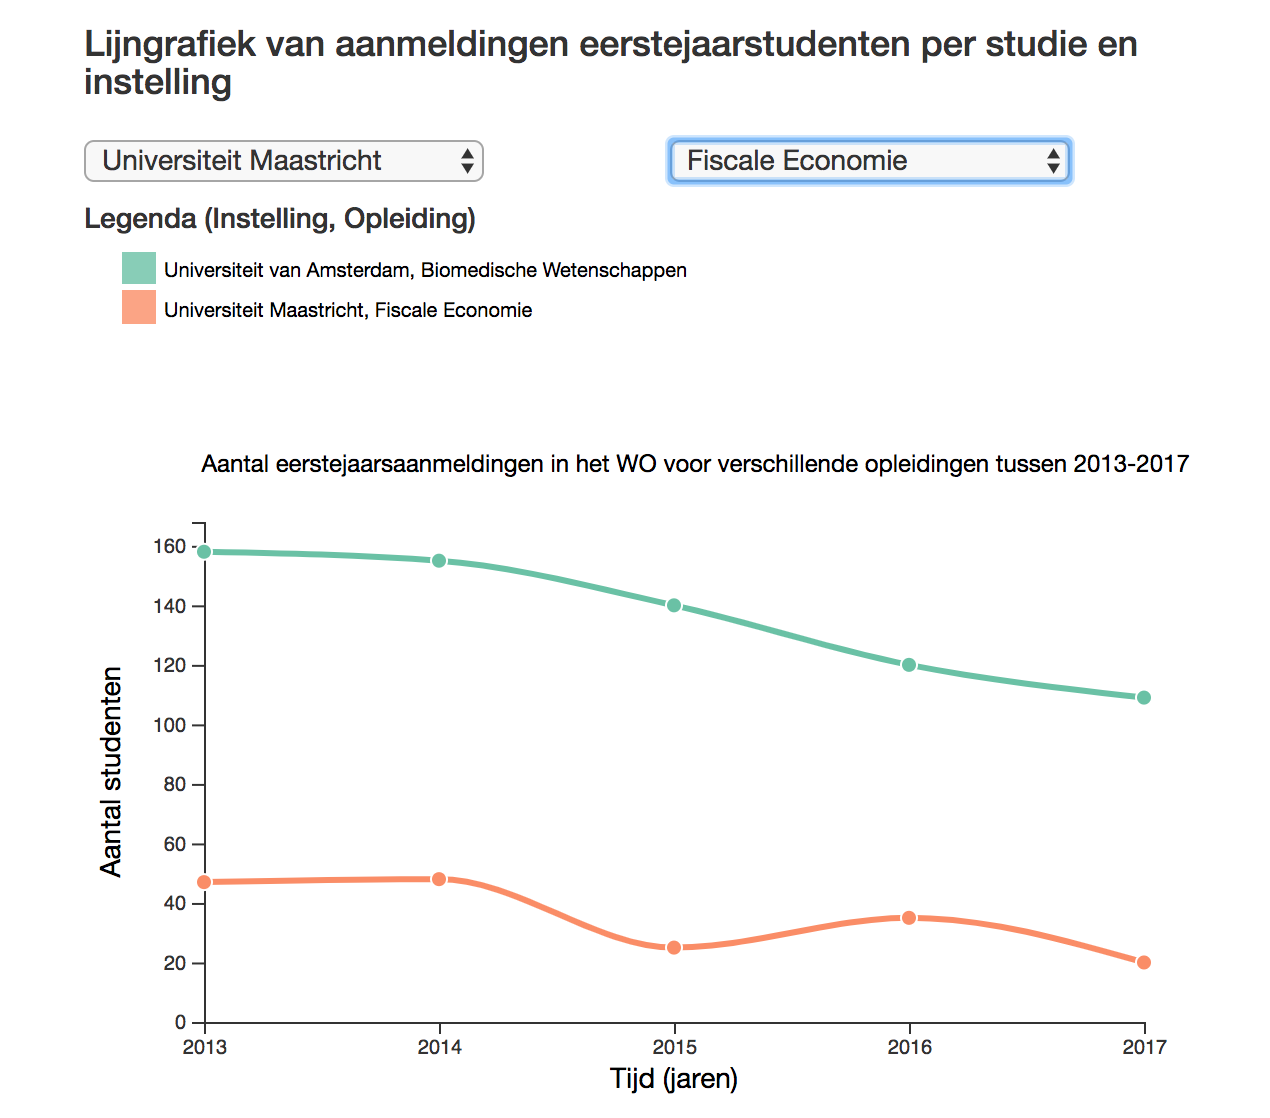 Lijngrafiek van aanmeldingen eerstejaarstudenten per studie en
instelling
Universiteit Maastricht
Fiscale Economie
Legenda (Instelling, Opleiding)
Universiteit van Amsterdam, Biomedische Wetenschappen
Universiteit Maastricht, Fiscale Economie
Aantal eerstejaarsaanmeldingen in het WO voor verschillende opleidingen tussen 2013-2017
Aantal studenten
160
140
120
100
80
60
40
20
0
2013
2014
2015
2016
2017
Tijd (jaren)